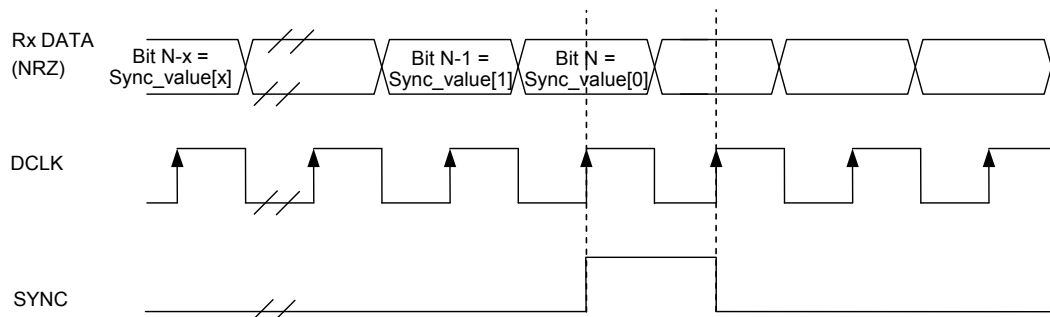 Rx DATA
(NRZ)
Bit N-x =
Sync_value[x]
Bit N-1 =
Sync_value[1]
Bit N =
Sync_value[0]
DCLK
SYNC